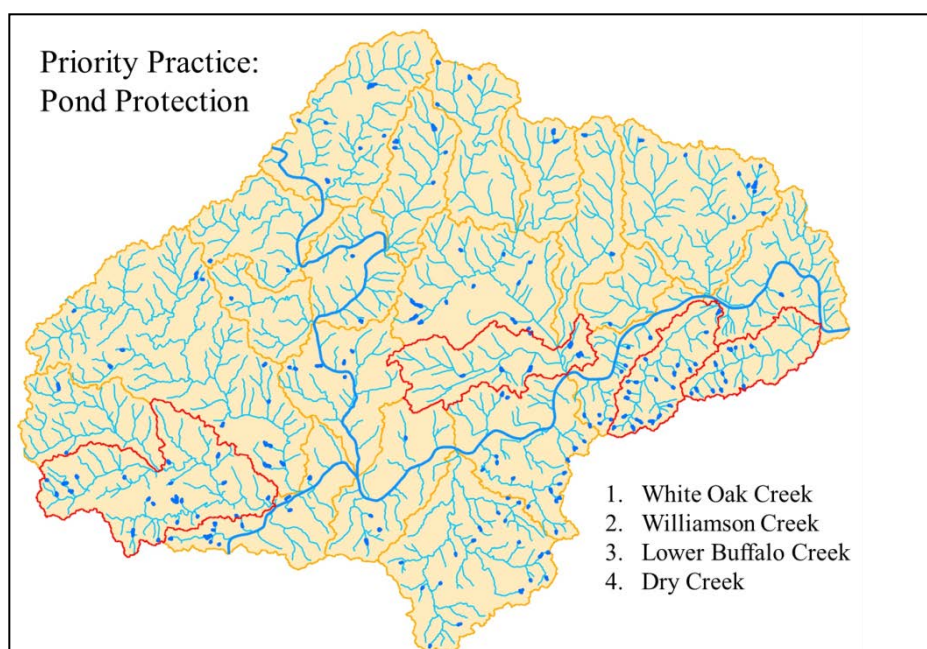 Priority Practice:
Pond Protection
1. White Oak Creek
2. Williamson Creek
3. Lower Buffalo Creek
4. Dry Creek